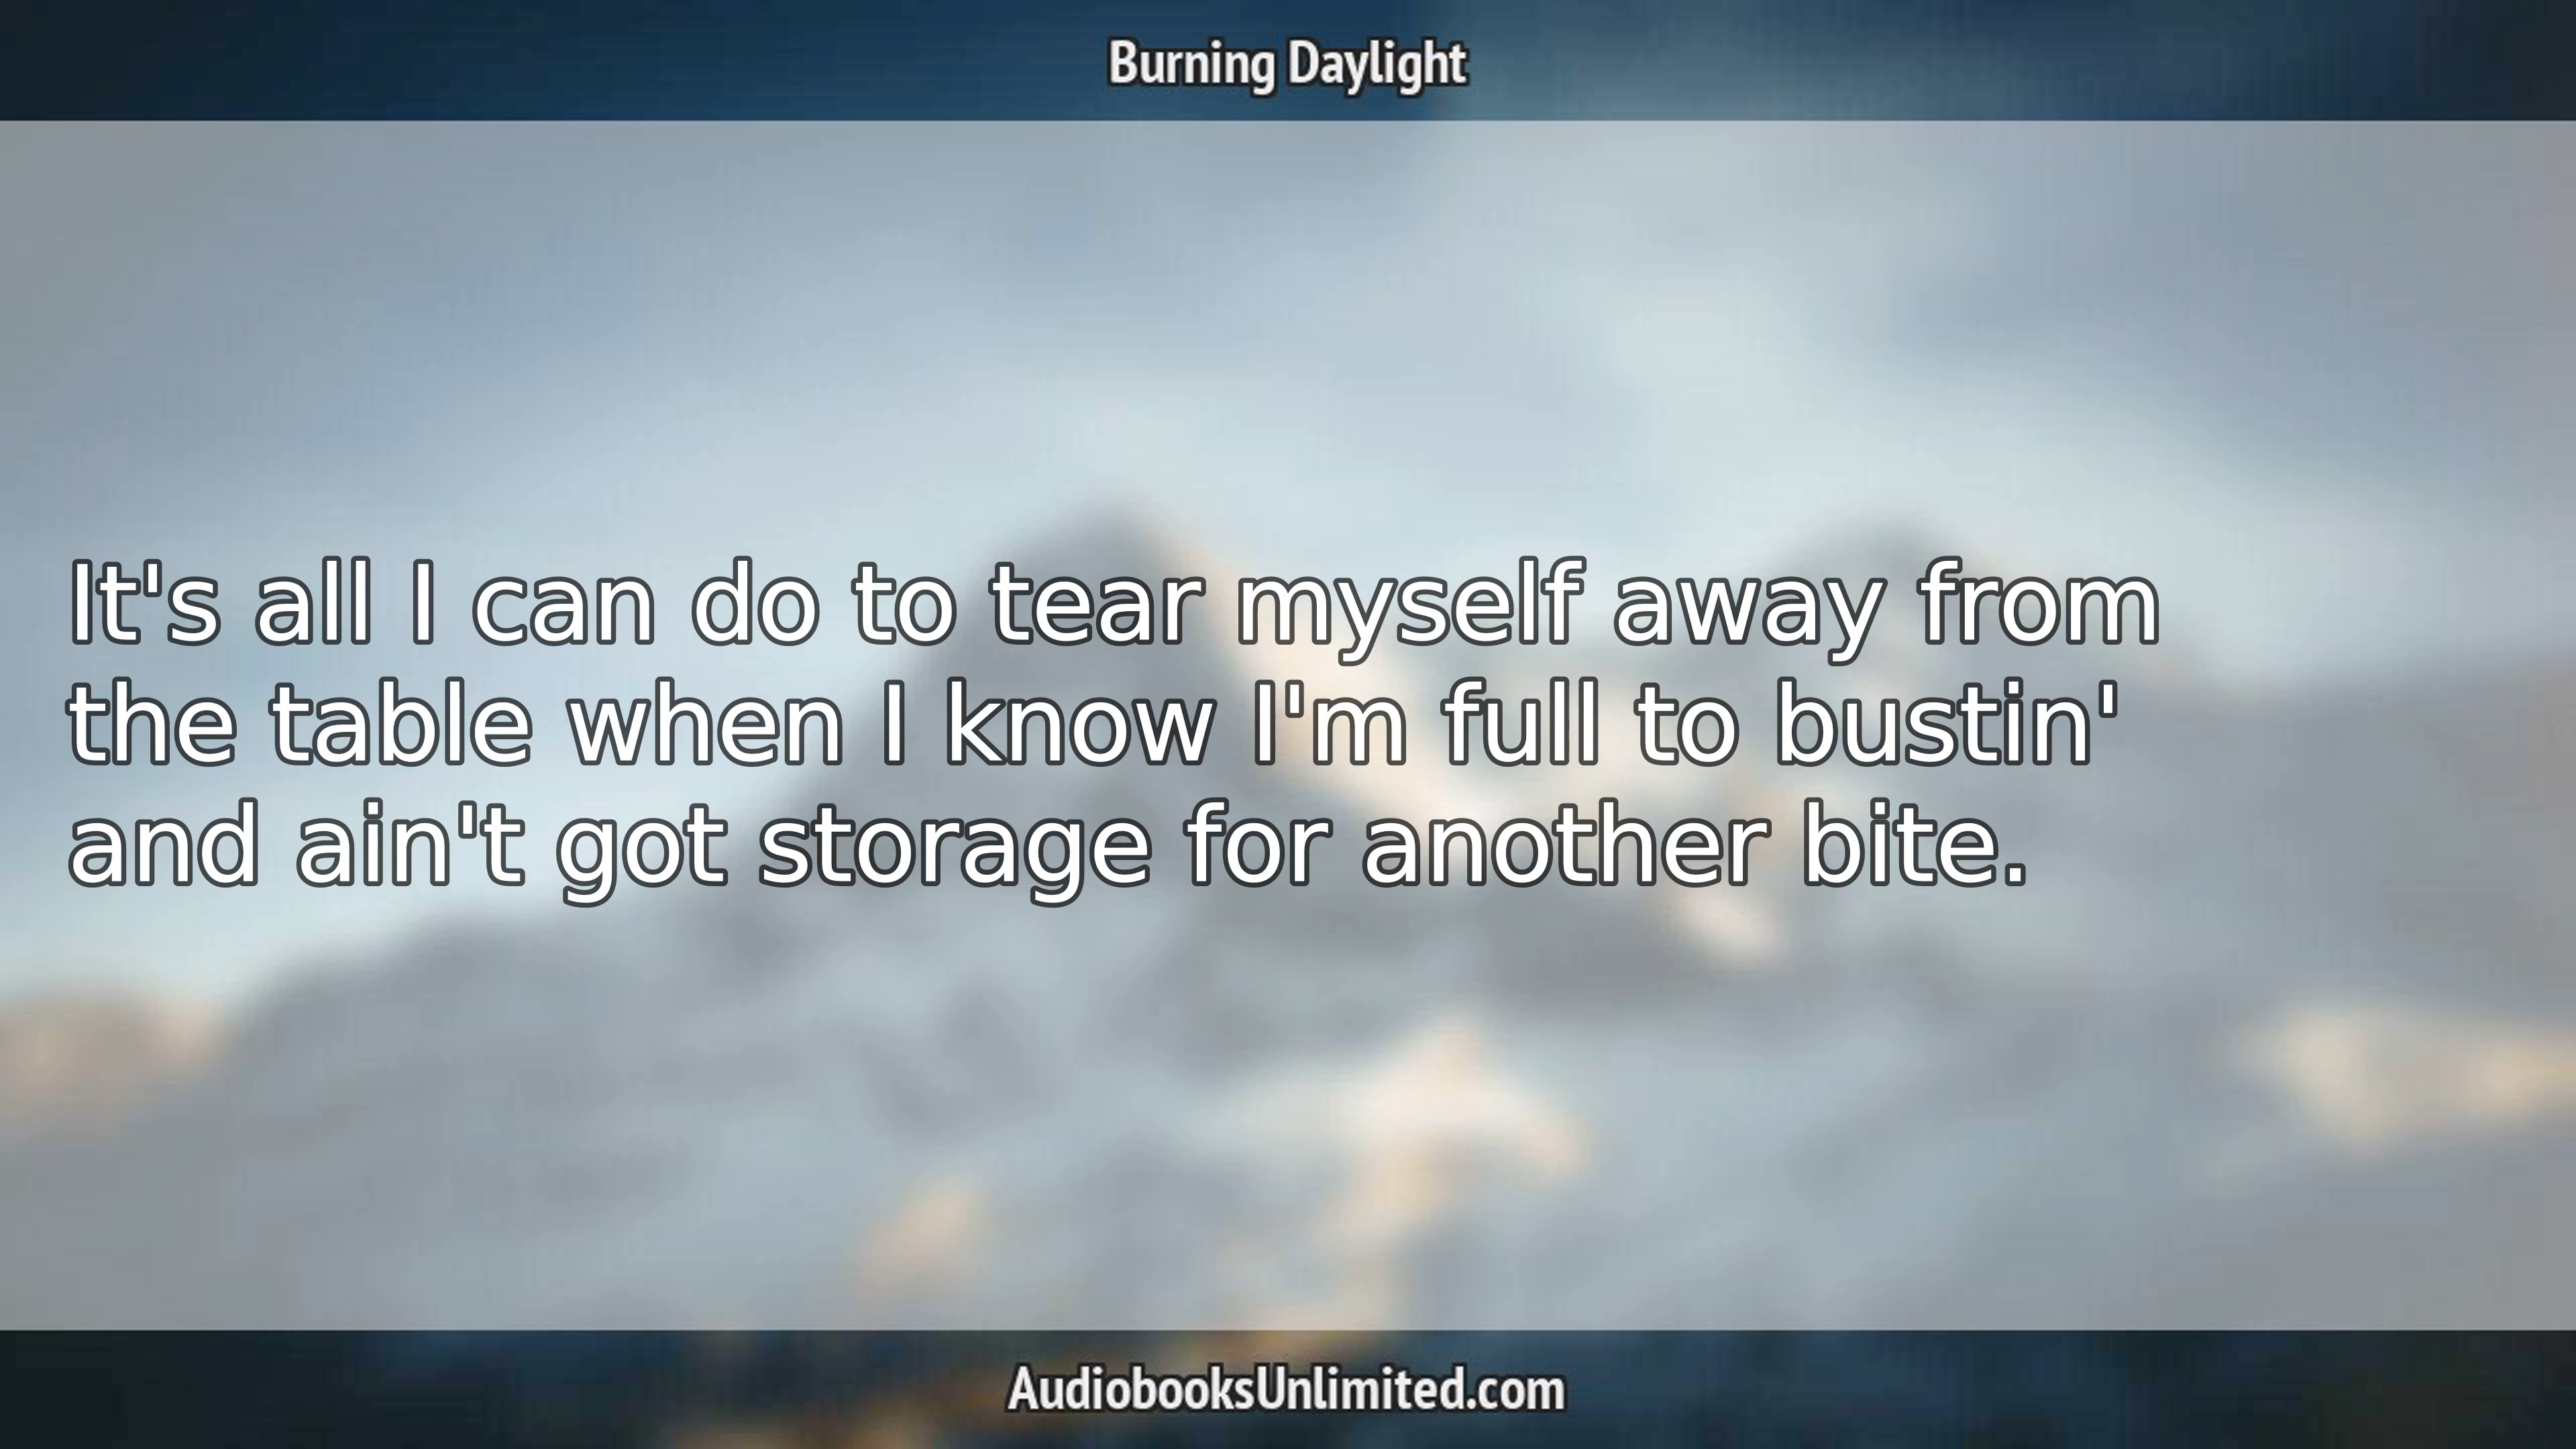 Burning Daylight
It's all I can do to tear myself away from
the table when I know I'm full to bustin'
and ain't got storage for another bite.
AudiobooksUnlimited.com